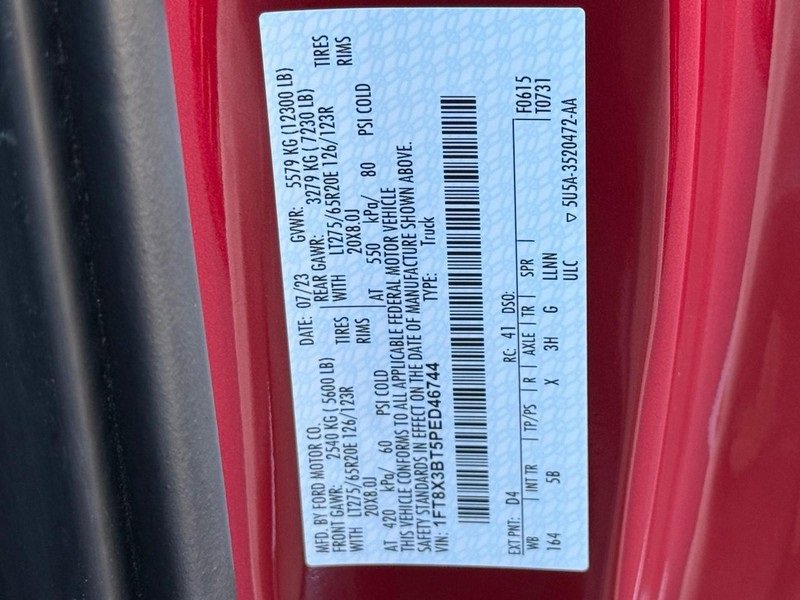 MFD. BY FORD MOTOR CO.
DATE: 07/23 GVWR: 5579 KG (12300 LB)
FRONT GAWR: 2540 KG (5600 LB) REAR GAWR: 3279 KG (7230 LB)
WITH LT275/65R20E 126/123R TIRES WITH LT275/65R20E 126/123R TIRES
20X8.0J RIMS 20X8.0J RIMS
AT 420 kPa/ 60 PSI COLD AT 550 kPa/ 80 PSI COLD
THIS VEHICLE CONFORMS TO ALL APPLICABLE FEDERAL MOTOR VEHICLE
SAFETY STANDARDS IN EFFECT ON THE DATE OF MANUFACTURE SHOWN ABOVE.
VIN: 1FT8X3BT5PED46744 TYPE: Truck
F0615
EXT PNT: D4 RC: 41 DSO: T0731
WB INT TR TP/PS R AXLE TR SPR
164 5B X 3H G LLNN
ULC ▽ 5U5A-3520472-AA